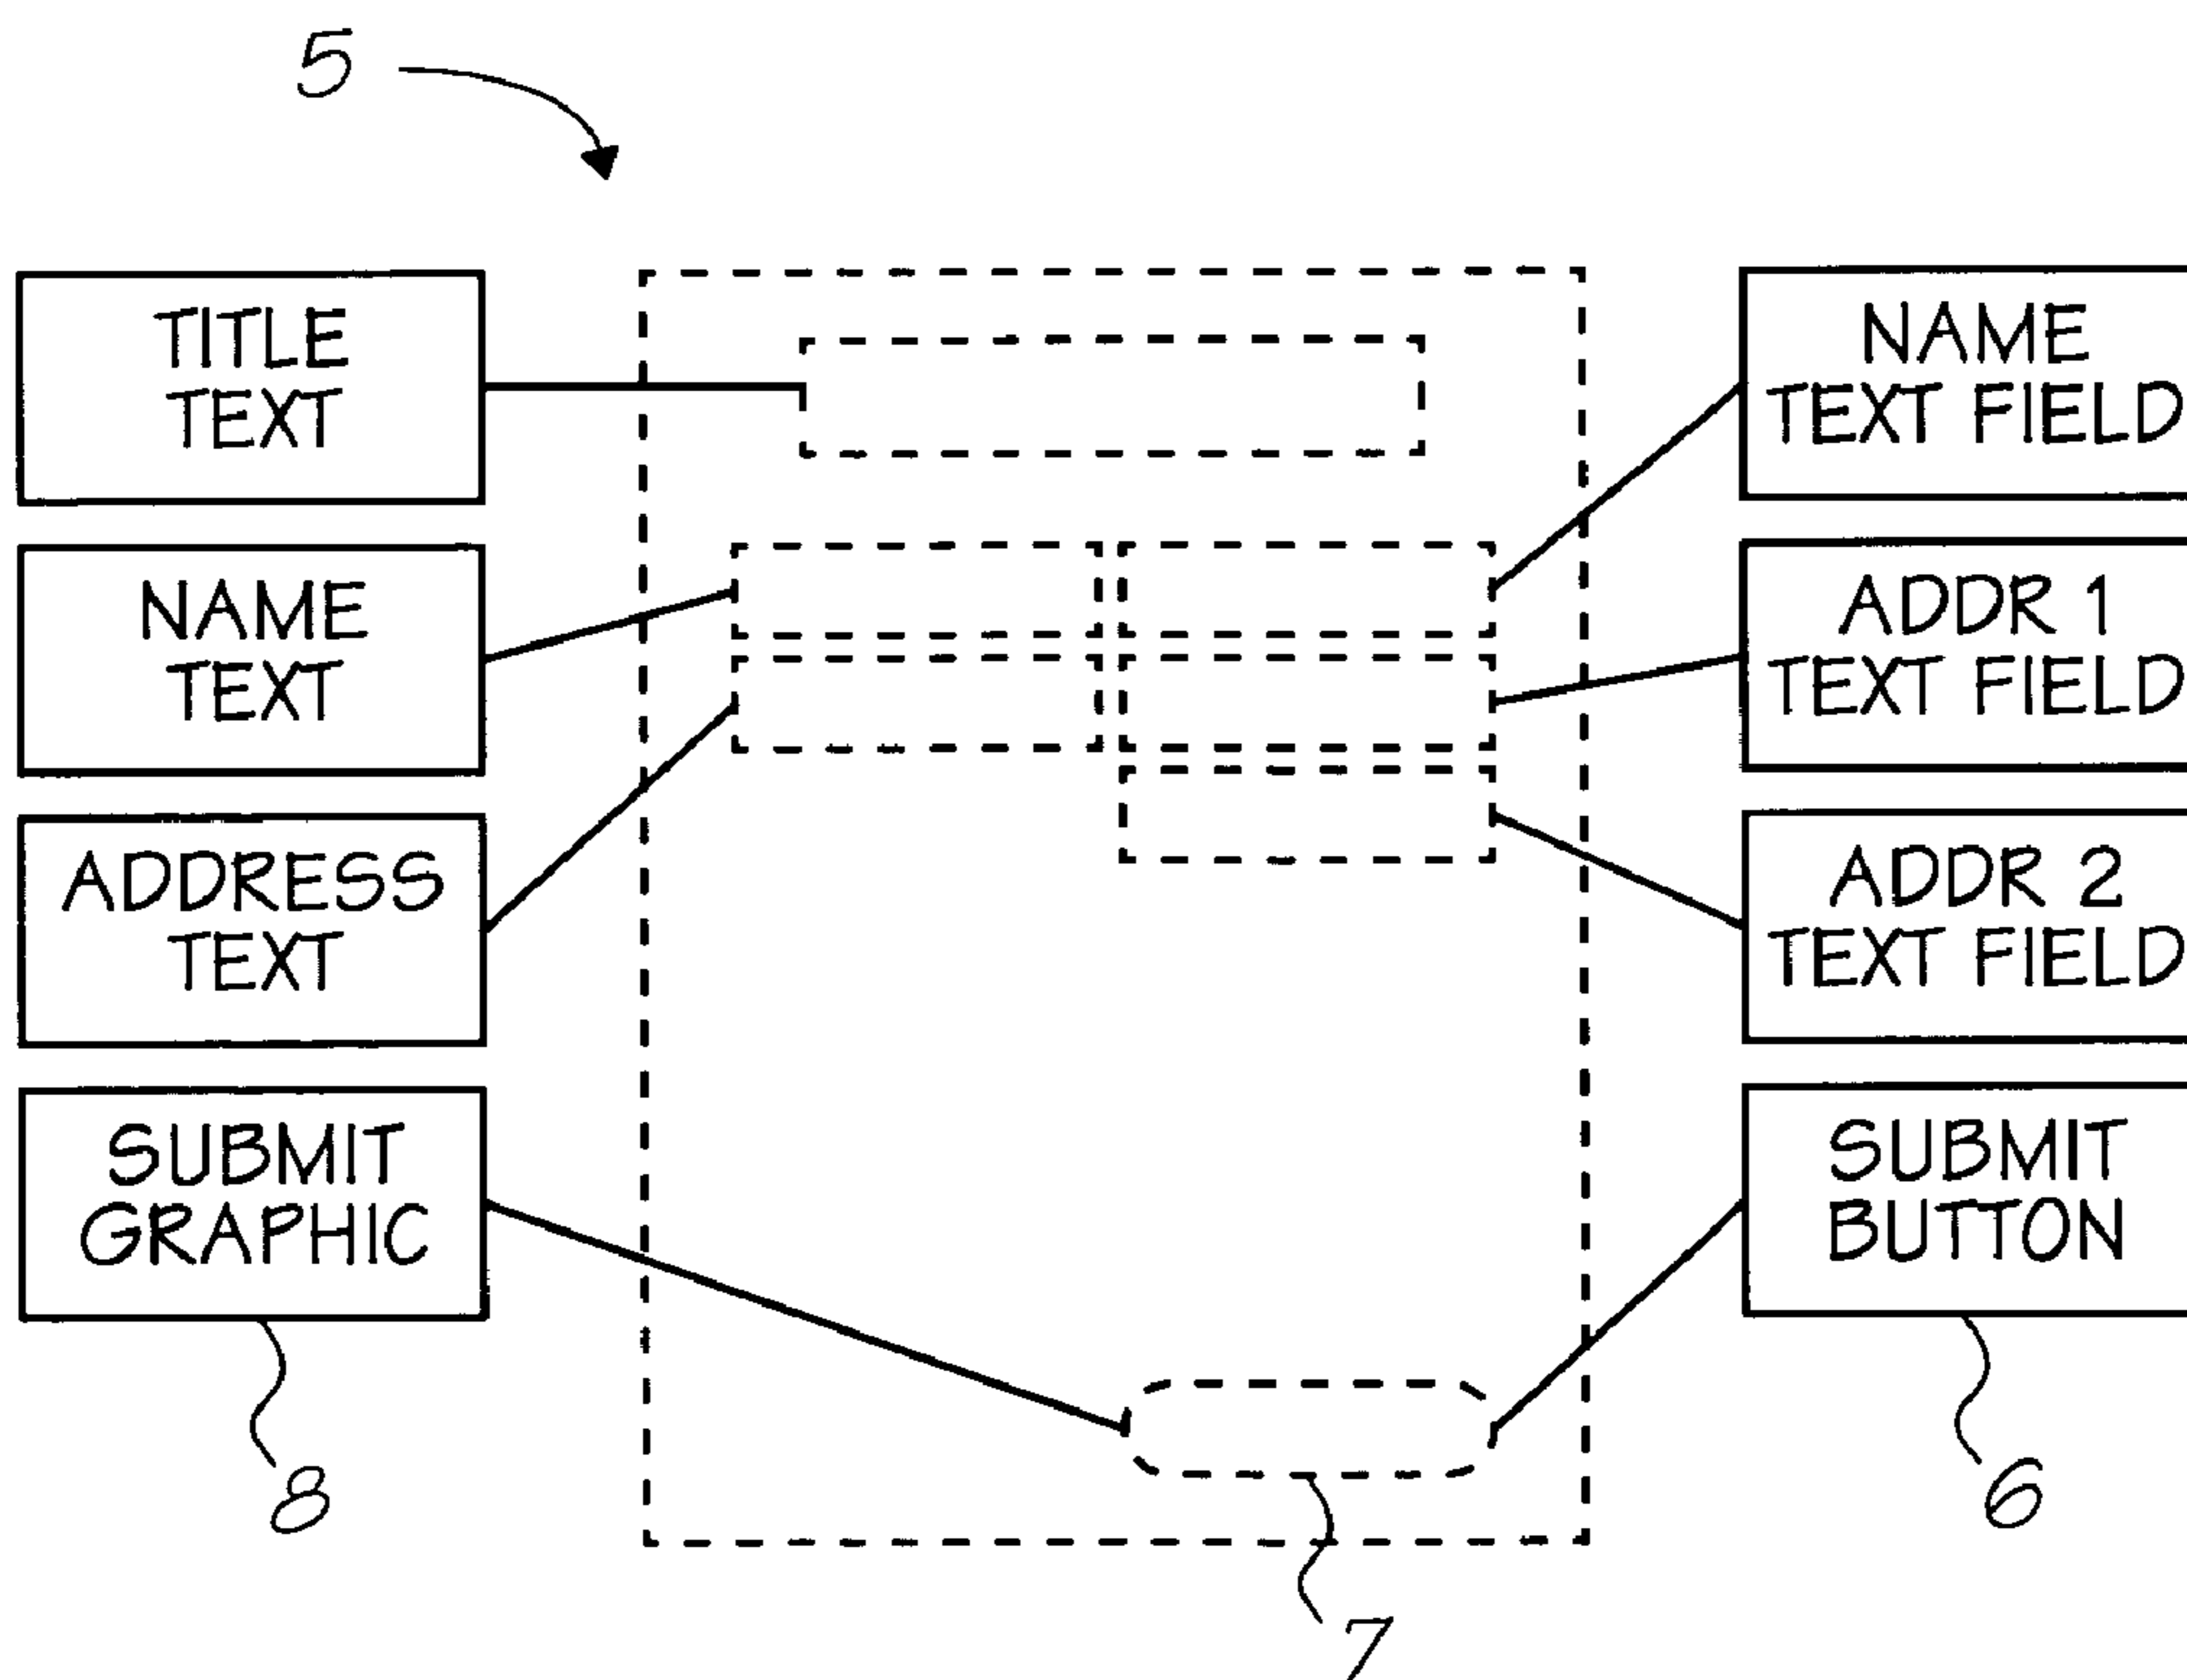 5
TITLE
TEXT
NAME
TEXT
ADDRESS
TEXT
SUBMIT
GRAPHIC
8
NAME
TEXT FIELD
ADDR 1
TEXT FIELD
ADDR 2
TEXT FIELD
SUBMIT
BUTTON
6
7